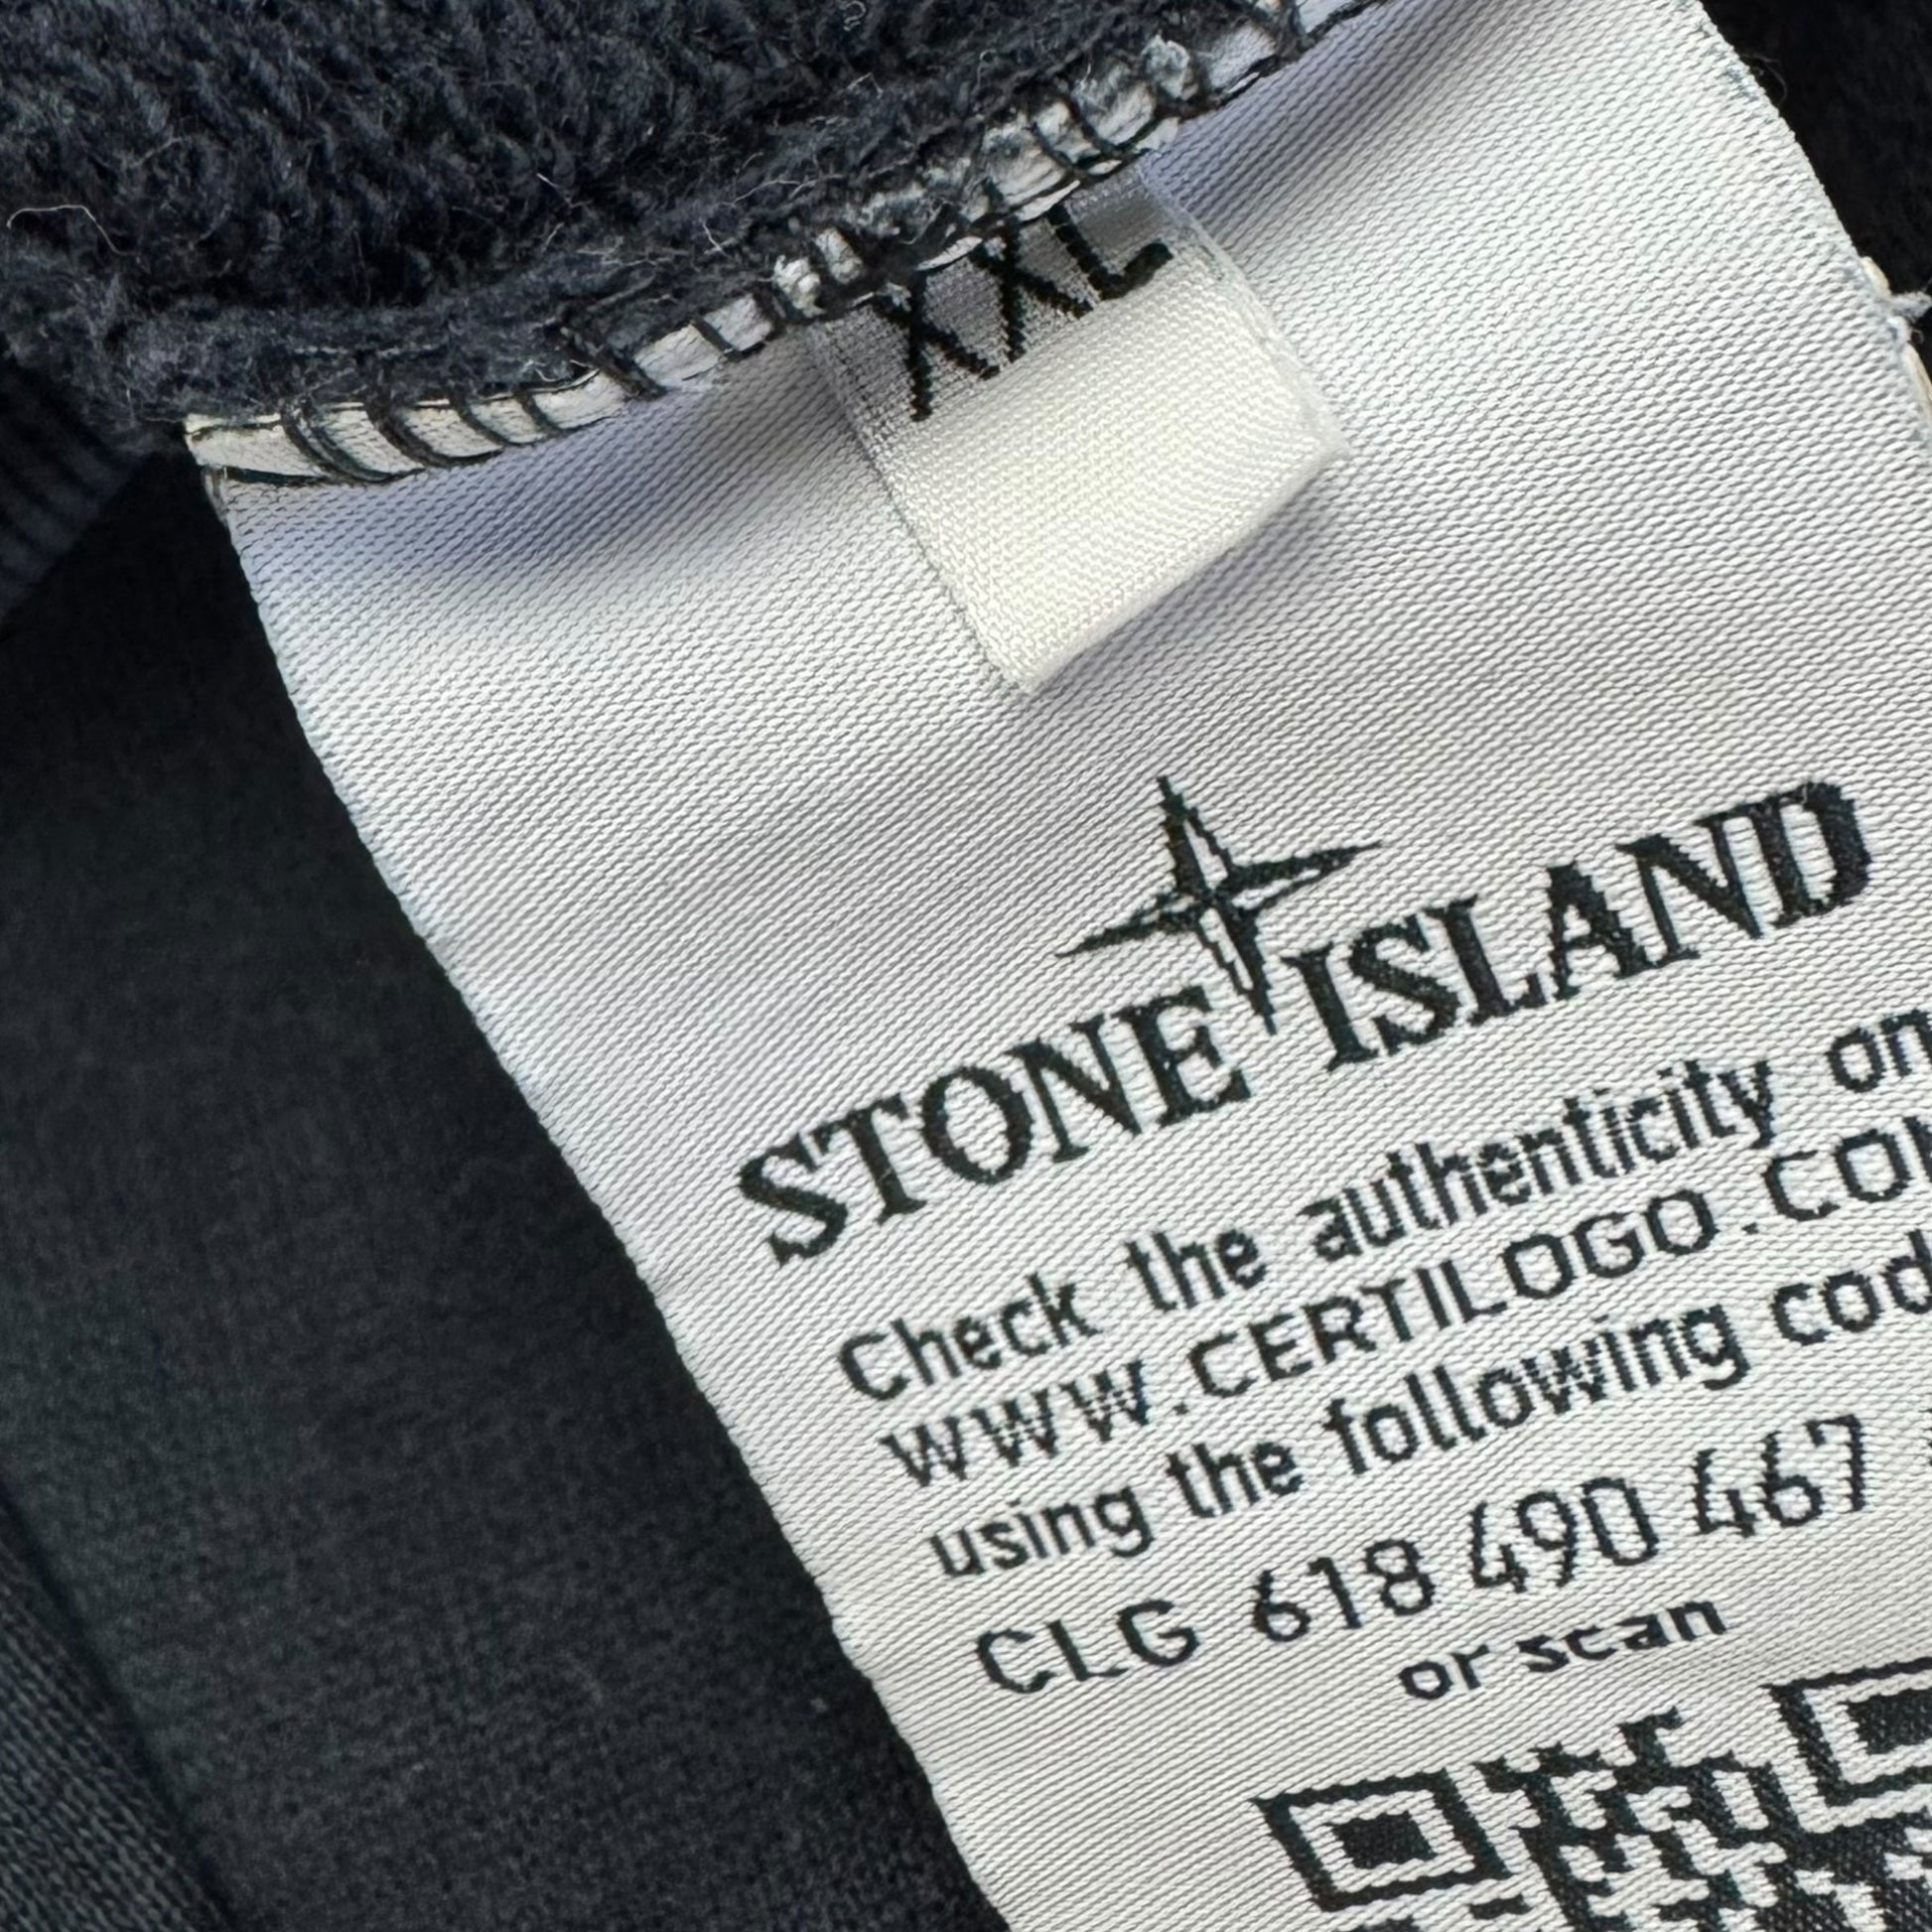 XXL
STONE ISLAND
Check the authenticity on
WWW.CERTILOGO.COM
using the following cod
CLG 618 490 467
or scan